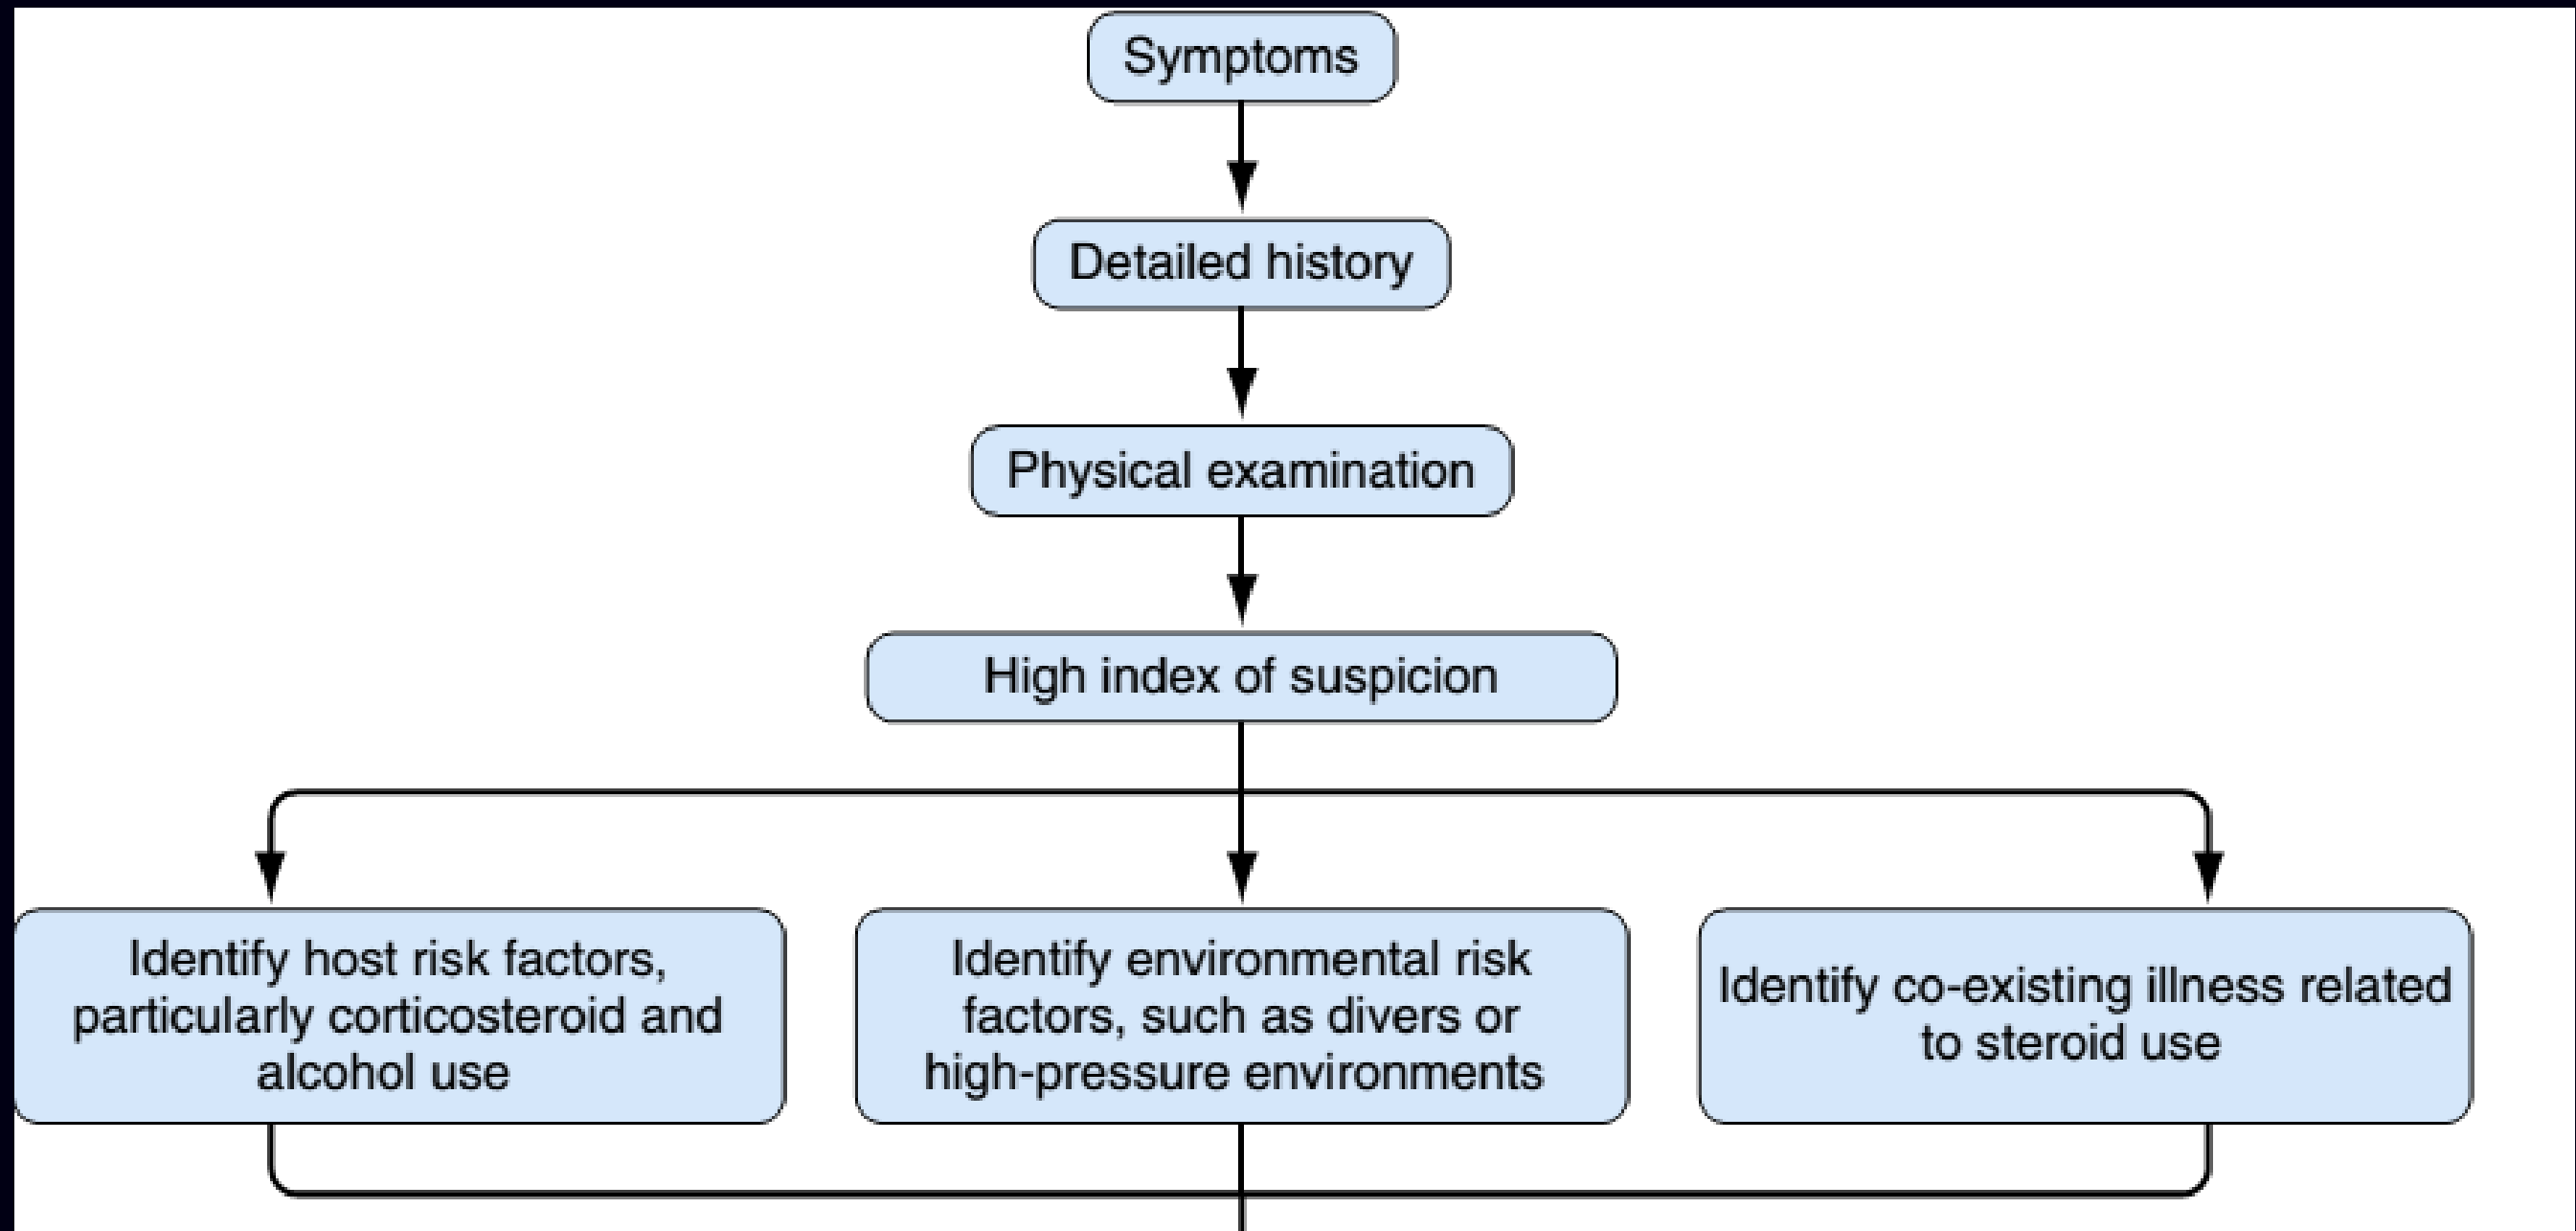 Symptoms
Detailed history
Physical examination
High index of suspicion
Identify host risk factors,
particularly corticosteroid and
alcohol use
Identify environmental risk
factors, such as divers or
high-pressure environments
Identify co-existing illness related
to steroid use